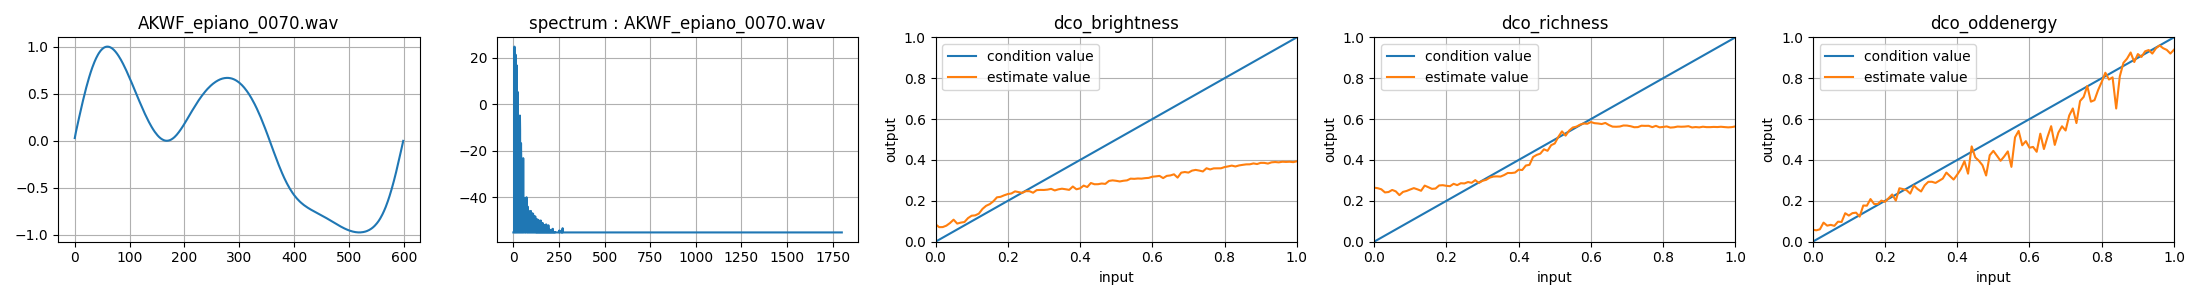 AKWF_epiano_0070.wav
1.0
0.5
0.0
−0.5
−1.0
0 100 200 300 400 500 600
spectrum : AKWF_epiano_0070.wav
20
0
−20
−40
0 250 500 750 1000 1250 1500 1750
dco_brightness
condition value
estimate value
output
1.0
0.8
0.6
0.4
0.2
0.0
0.0 0.2 0.4 0.6 0.8 1.0
input
dco_richness
condition value
estimate value
output
1.0
0.8
0.6
0.4
0.2
0.0
0.0 0.2 0.4 0.6 0.8 1.0
input
dco_oddenergy
condition value
estimate value
output
1.0
0.8
0.6
0.4
0.2
0.0
0.0 0.2 0.4 0.6 0.8 1.0
input